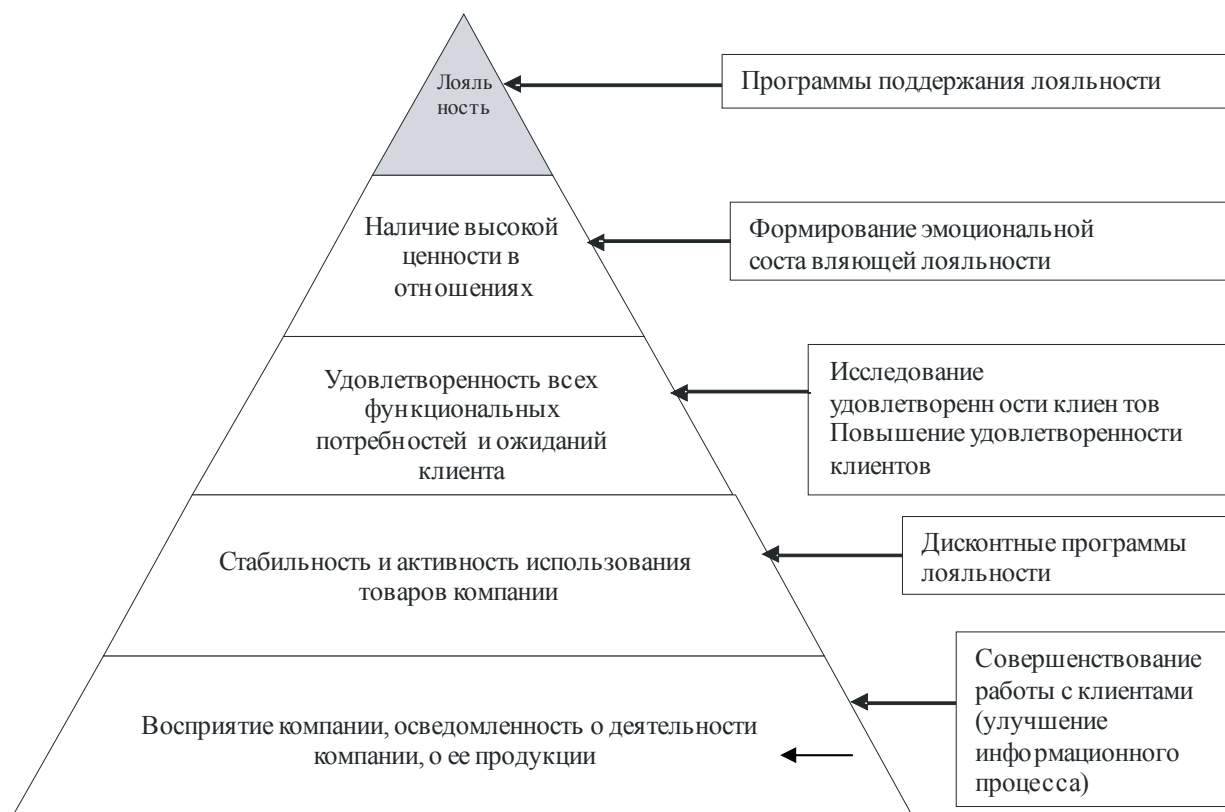 Лояль
ность
Программы поддержания лояльности
Наличие высокой
ценности в
отношениях
Формирование эмоциональной
соста вляющей лояльности
Удовлетворенность всех
функциональных
потребностей и ожиданий
клиента
Исследование
удовлетворенн ости клиен тов
Повышение удовлетворенности
клиентов
Стабильность и активность использования
товаров компании
Дисконтные программы
лояльности
Восприятие компании, осведомленность о деятельности
компании, о ее продукции
Совершенствование
работы с клиентами
(улучшение
информационного
процесса)